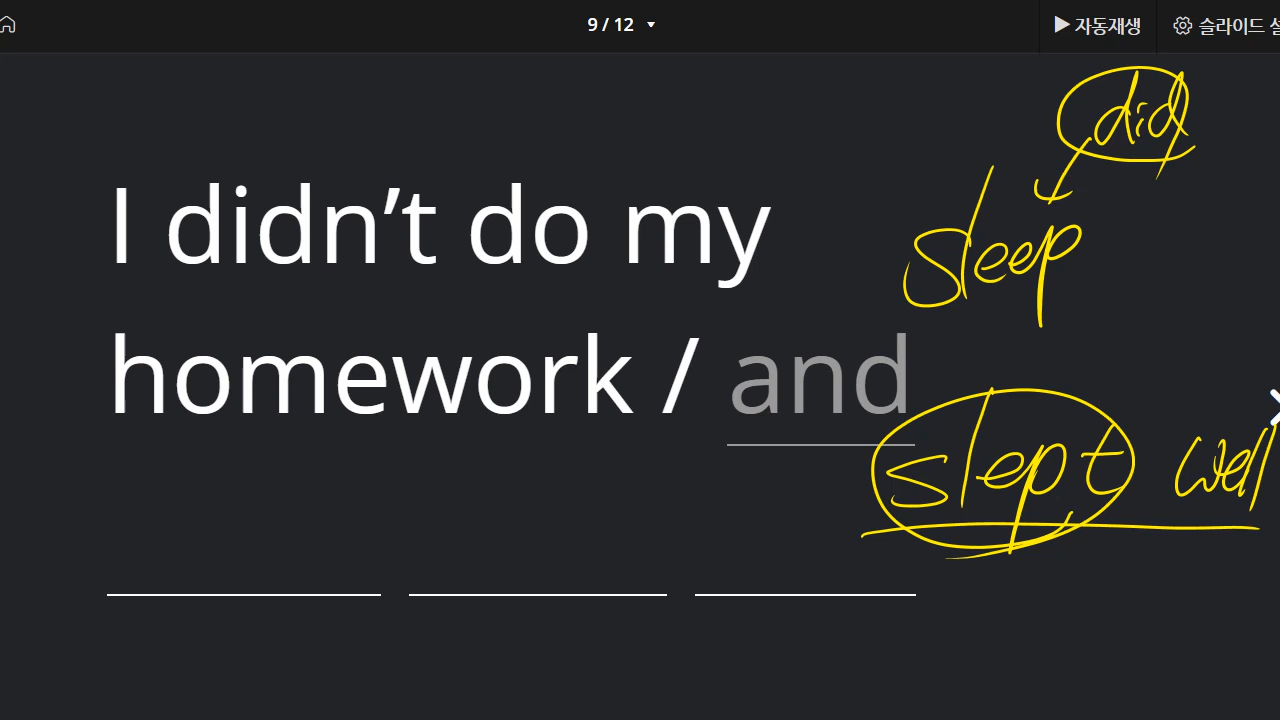 9 / 12
자동재생
슬라이드 설
did
I didn't do my
sleep
homework / and
slept well